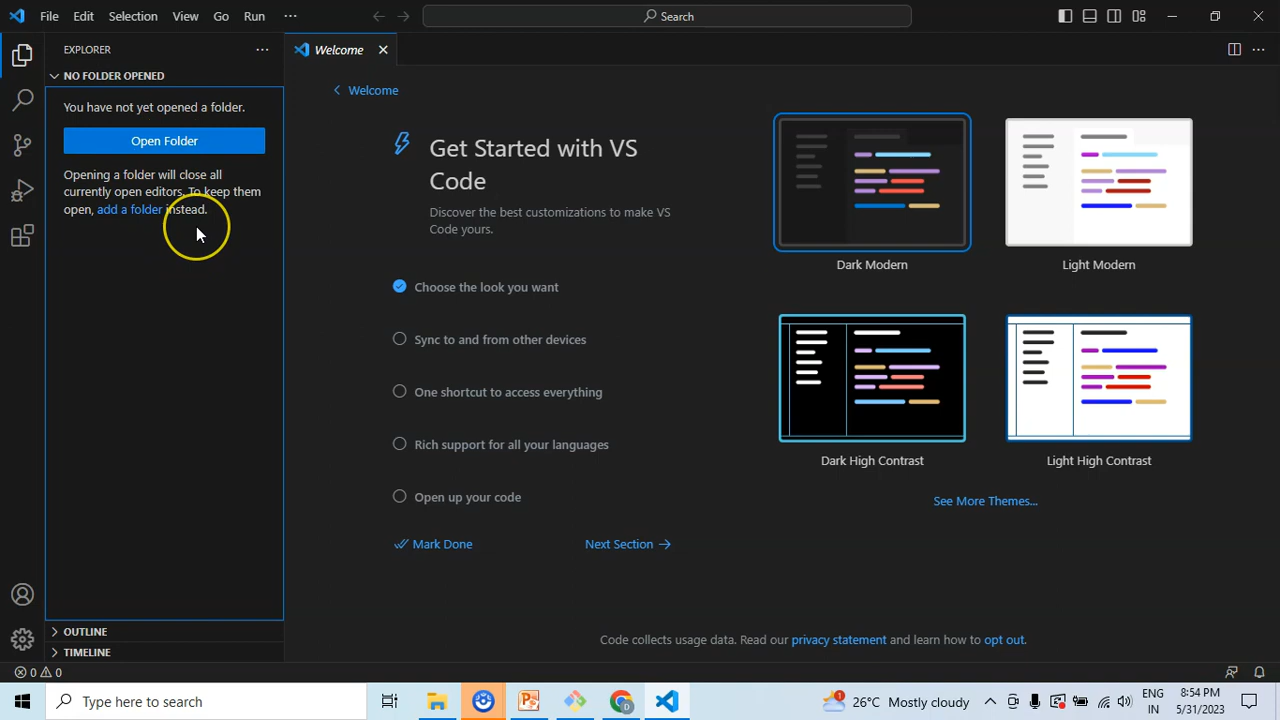 File Edit Selection View Go Run ···
Search
EXPLORER ···
Welcome
NO FOLDER OPENED
You have not yet opened a folder.
Open Folder
Opening a folder will close all
currently open editors. To keep them
open, add a folder instead.
OUTLINE
TIMELINE
Welcome
Get Started with VS
Code
Discover the best customizations to make VS
Code yours.
Choose the look you want
Sync to and from other devices
One shortcut to access everything
Rich support for all your languages
Open up your code
Mark Done
Next Section
Dark Modern
Light Modern
Dark High Contrast
Light High Contrast
See More Themes...
Code collects usage data. Read our privacy statement and learn how to opt out.
0 0
Type here to search
1
26°C Mostly cloudy
ENG
IN
8:54 PM
5/31/2023